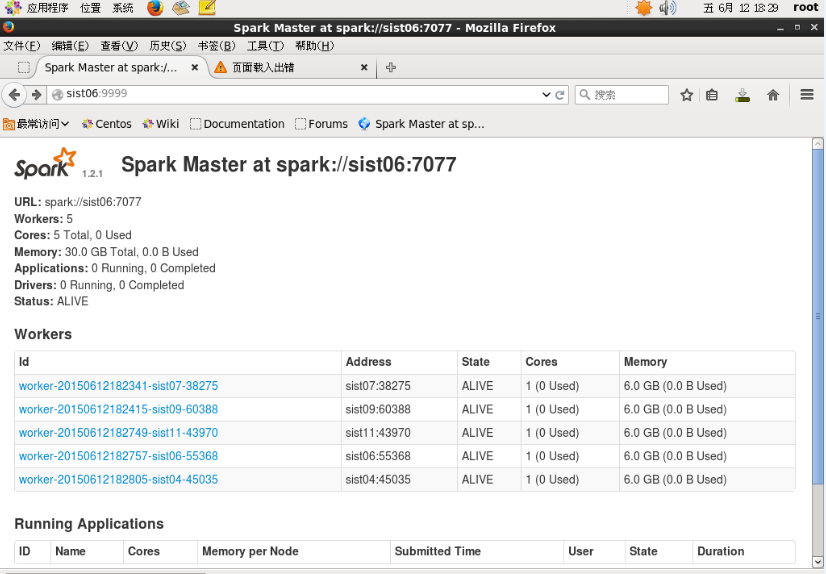 应用程序 位置 系统 五 6月 12 18:29 root
Spark Master at spark://sist06:7077 - Mozilla Firefox
文件(F) 编辑(E) 查看(V) 历史(S) 书签(B) 工具(T) 帮助(H)
Spark Master at spark:/... × 页面载入出错 ×
sist06:9999 搜索
最常访问 Centos Wiki Documentation Forums Spark Master at sp...
Spark 1.2.1 Spark Master at spark://sist06:7077
URL: spark://sist06:7077
Workers: 5
Cores: 5 Total, 0 Used
Memory: 30.0 GB Total, 0.0 B Used
Applications: 0 Running, 0 Completed
Drivers: 0 Running, 0 Completed
Status: ALIVE
Workers
Id Address State Cores Memory
worker-20150612182341-sist07-38275 sist07:38275 ALIVE 1 (0 Used) 6.0 GB (0.0 B Used)
worker-20150612182415-sist09-60388 sist09:60388 ALIVE 1 (0 Used) 6.0 GB (0.0 B Used)
worker-20150612182749-sist11-43970 sist11:43970 ALIVE 1 (0 Used) 6.0 GB (0.0 B Used)
worker-20150612182757-sist06-55368 sist06:55368 ALIVE 1 (0 Used) 6.0 GB (0.0 B Used)
worker-20150612182805-sist04-45035 sist04:45035 ALIVE 1 (0 Used) 6.0 GB (0.0 B Used)
Running Applications
ID Name Cores Memory per Node Submitted Time User State Duration